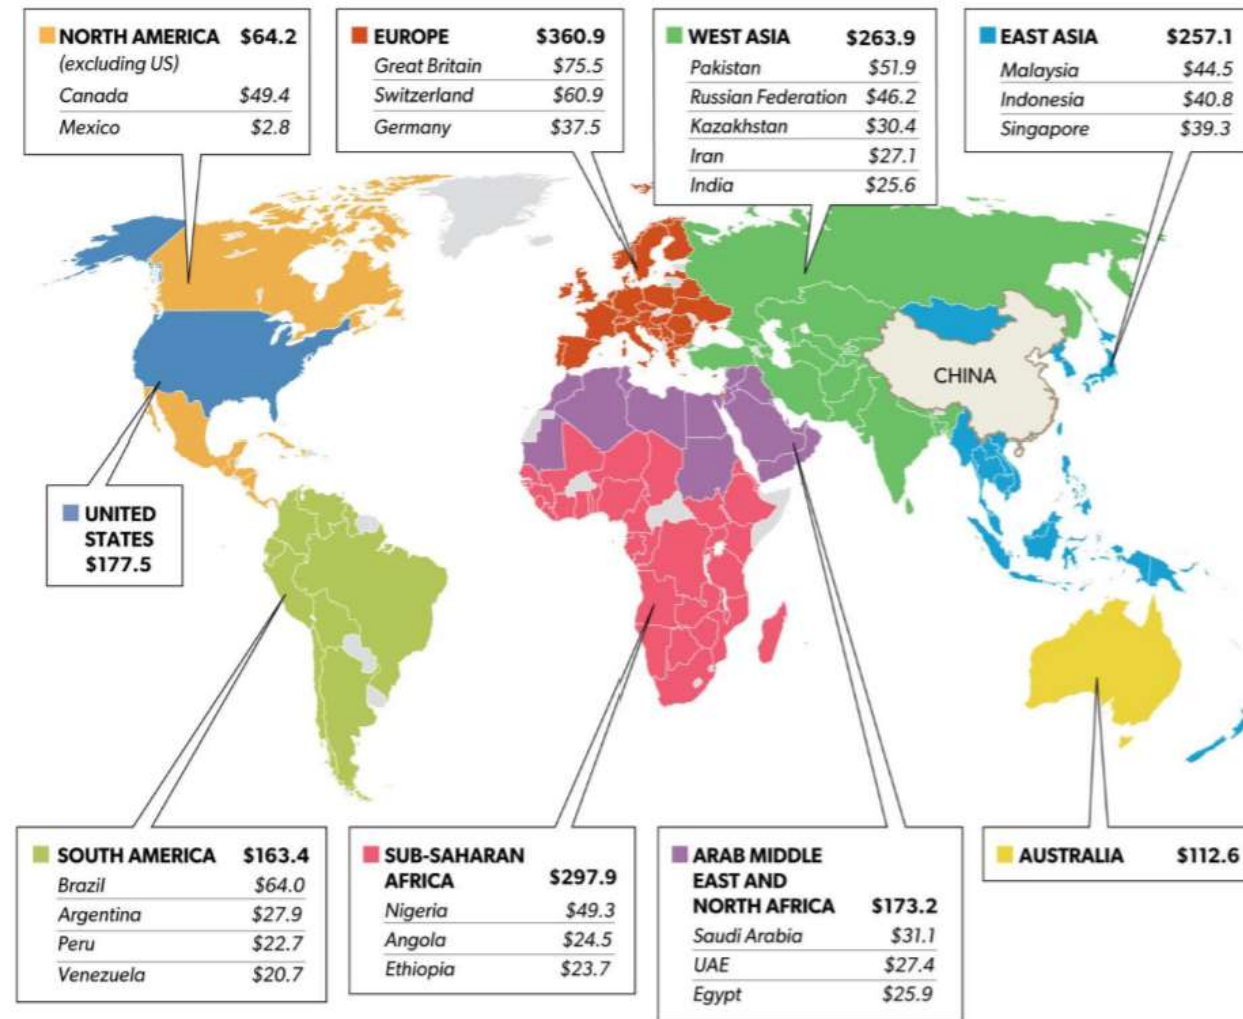 NORTH AMERICA $64.2
(excluding US)
Canada $49.4
Mexico $2.8
EUROPE $360.9
Great Britain $75.5
Switzerland $60.9
Germany $37.5
WEST ASIA $263.9
Pakistan $51.9
Russian Federation $46.2
Kazakhstan $30.4
Iran $27.1
India $25.6
EAST ASIA $257.1
Malaysia $44.5
Indonesia $40.8
Singapore $39.3
CHINA
UNITED
STATES
$177.5
SOUTH AMERICA $163.4
Brazil $64.0
Argentina $27.9
Peru $22.7
Venezuela $20.7
SUB-SAHARAN
AFRICA $297.9
Nigeria $49.3
Angola $24.5
Ethiopia $23.7
ARAB MIDDLE
EAST AND
NORTH AFRICA $173.2
Saudi Arabia $31.1
UAE $27.4
Egypt $25.9
AUSTRALIA $112.6